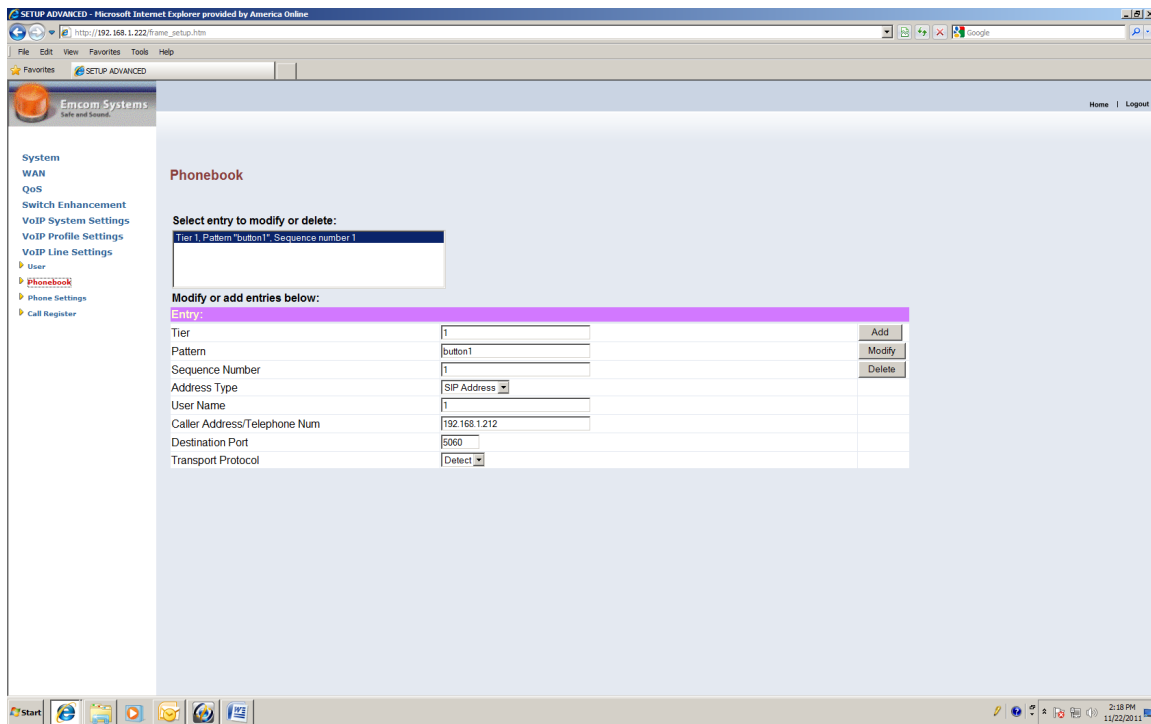 SETUP ADVANCED - Microsoft Internet Explorer provided by America Online
http://192.168.1.222/frame_setup.htm
Google
File Edit View Favorites Tools Help
Favorites SETUP ADVANCED
Emcom Systems
Safe and Sound.
Home | Logout
System
WAN
QoS
Switch Enhancement
VoIP System Settings
VoIP Profile Settings
VoIP Line Settings
User
Phonebook
Phone Settings
Call Register
Phonebook
Select entry to modify or delete:
Tier 1, Pattern "button1", Sequence number 1
Modify or add entries below:
Entry:
Tier 1 Add
Pattern button1 Modify
Sequence Number 1 Delete
Address Type SIP Address
User Name 1
Caller Address/Telephone Num 192.168.1.212
Destination Port 5060
Transport Protocol Detect
Start
2:18 PM
11/22/2011